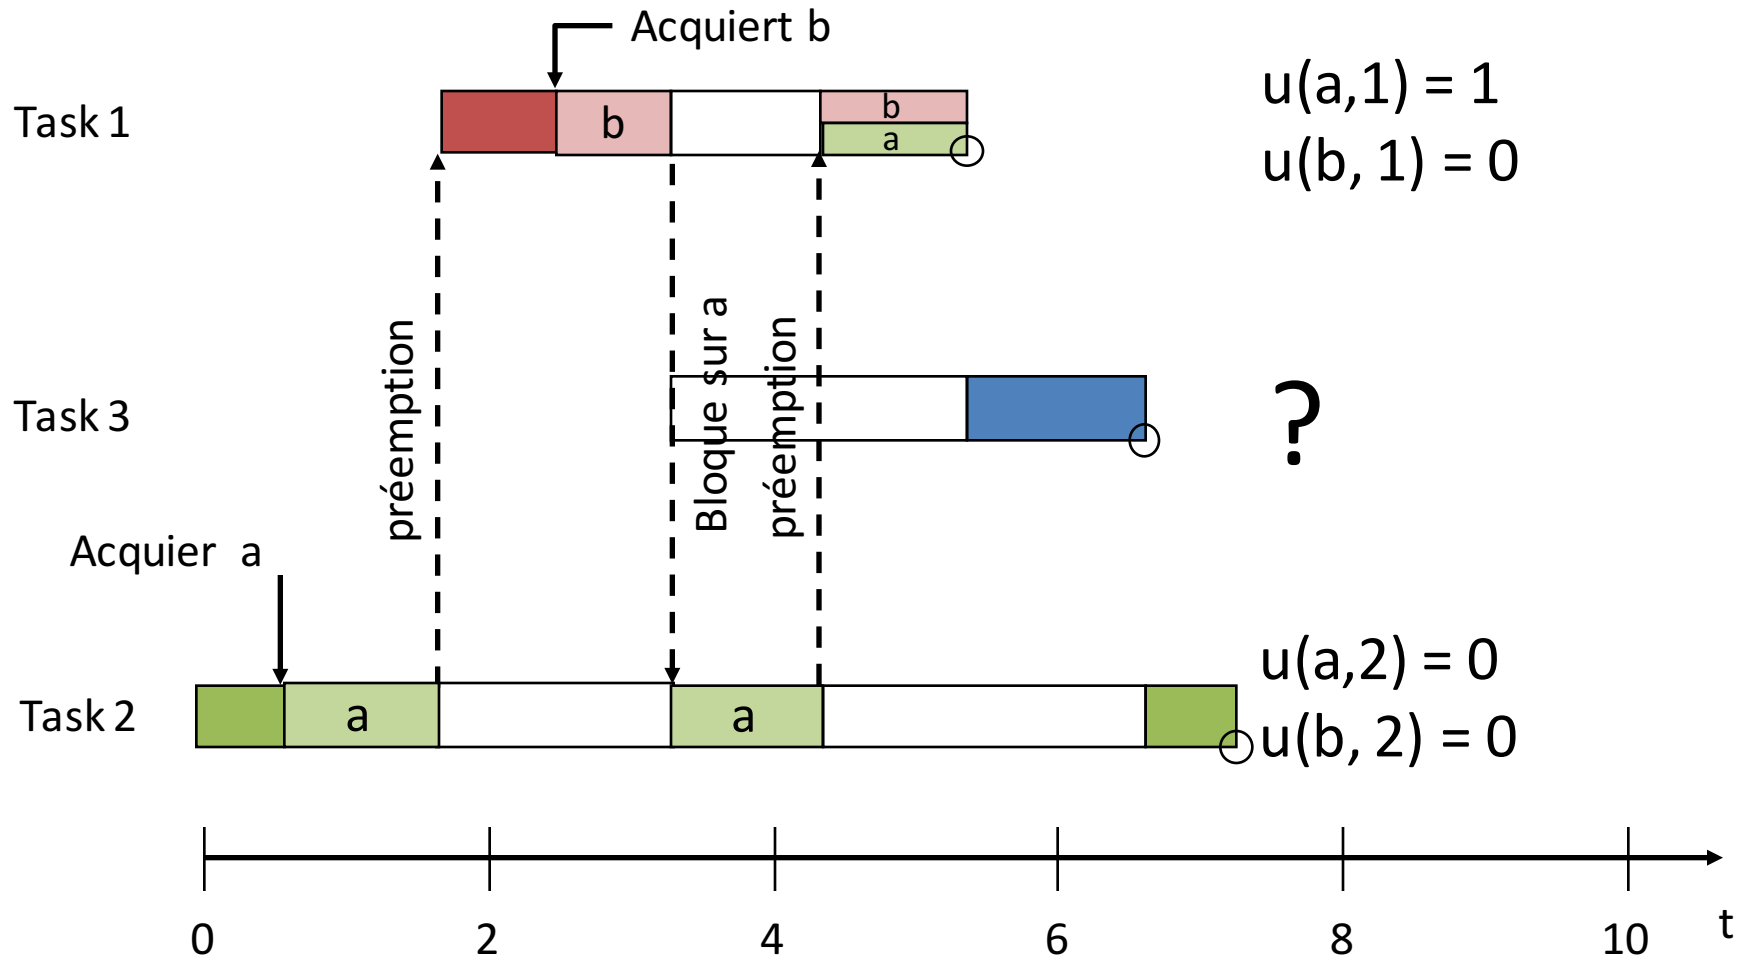 Acquiert b
Task 1
b
b
a
u(a,1) = 1
u(b, 1) = 0
préemption
Bloque sur a
préemption
Task 3
?
Acquier a
Task 2
a
a
u(a,2) = 0
u(b, 2) = 0
0
2
4
6
8
10
t